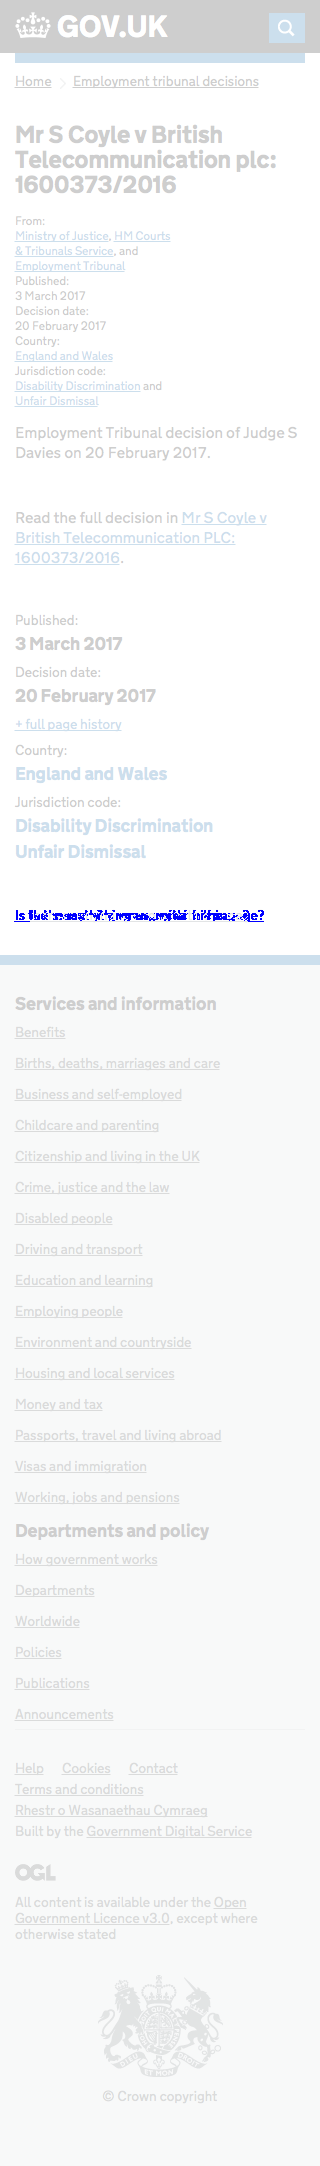 GOV.UK
Home Employment tribunal decisions
Mr S Coyle v British
Telecommunication plc:
1600373/2016
From:
Ministry of Justice, HM Courts
& Tribunals Service, and
Employment Tribunal
Published:
3 March 2017
Decision date:
20 February 2017
Country:
England and Wales
Jurisdiction code:
Disability Discrimination and
Unfair Dismissal
Employment Tribunal decision of Judge S
Davies on 20 February 2017.
Read the full decision in Mr S Coyle v
British Telecommunication PLC:
1600373/2016.
Published:
3 March 2017
Decision date:
20 February 2017
+ full page history
Country:
England and Wales
Jurisdiction code:
Disability Discrimination
Unfair Dismissal
Is
Services and information
Benefits
Births, deaths, marriages and care
Business and self-employed
Childcare and parenting
Citizenship and living in the UK
Crime, justice and the law
Disabled people
Driving and transport
Education and learning
Employing people
Environment and countryside
Housing and local services
Money and tax
Passports, travel and living abroad
Visas and immigration
Working, jobs and pensions
Departments and policy
How government works
Departments
Worldwide
Policies
Publications
Announcements
Help Cookies Contact
Terms and conditions
Rhestr o Wasanaethau Cymraeg
Built by the Government Digital Service
OGL
All content is available under the Open
Government Licence v3.0, except where
otherwise stated
© Crown copyright